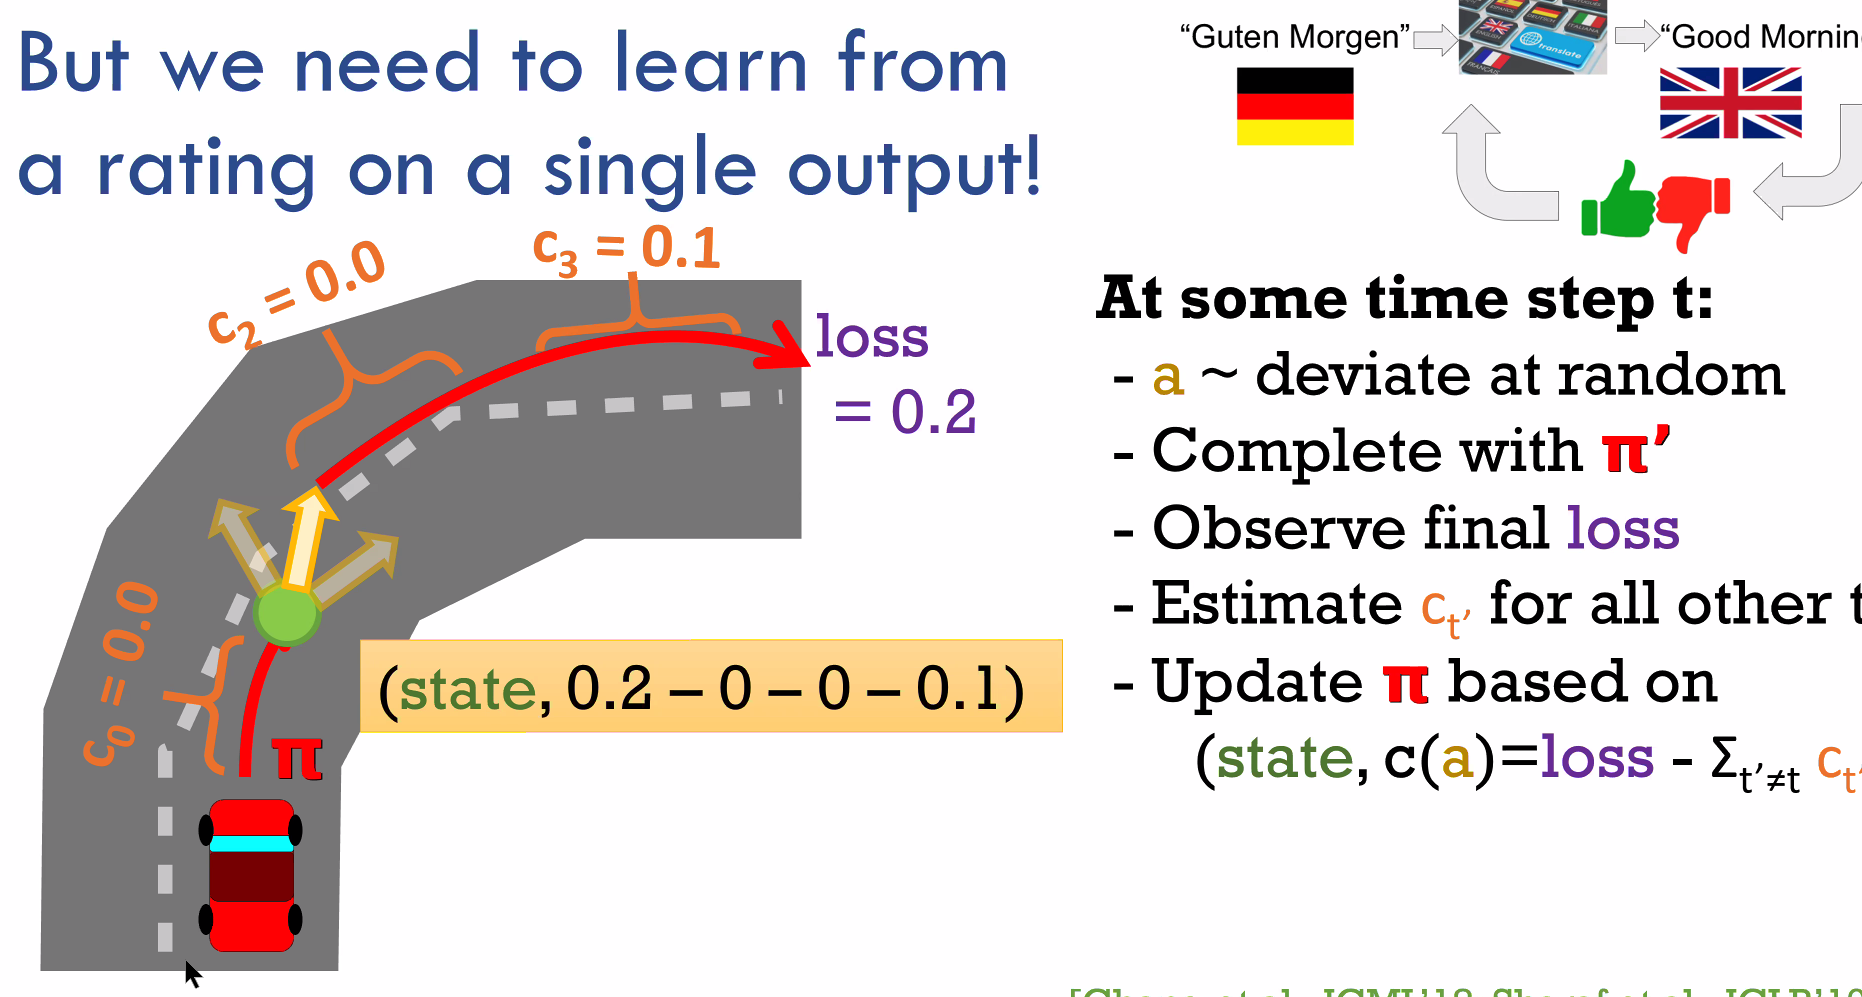 But we need to learn from
a rating on a single output!
“Guten Morgen”
translate
“Good Mornin
c₂ = 0.0
c₃ = 0.1
loss
= 0.2
c₀ = 0.0
(state, 0.2 – 0 – 0 – 0.1)
π
At some time step t:
- a ~ deviate at random
- Complete with π’
- Observe final loss
- Estimate cₜ’ for all other t
- Update π based on
(state, c(a)=loss - Σt’≠t cₜ’